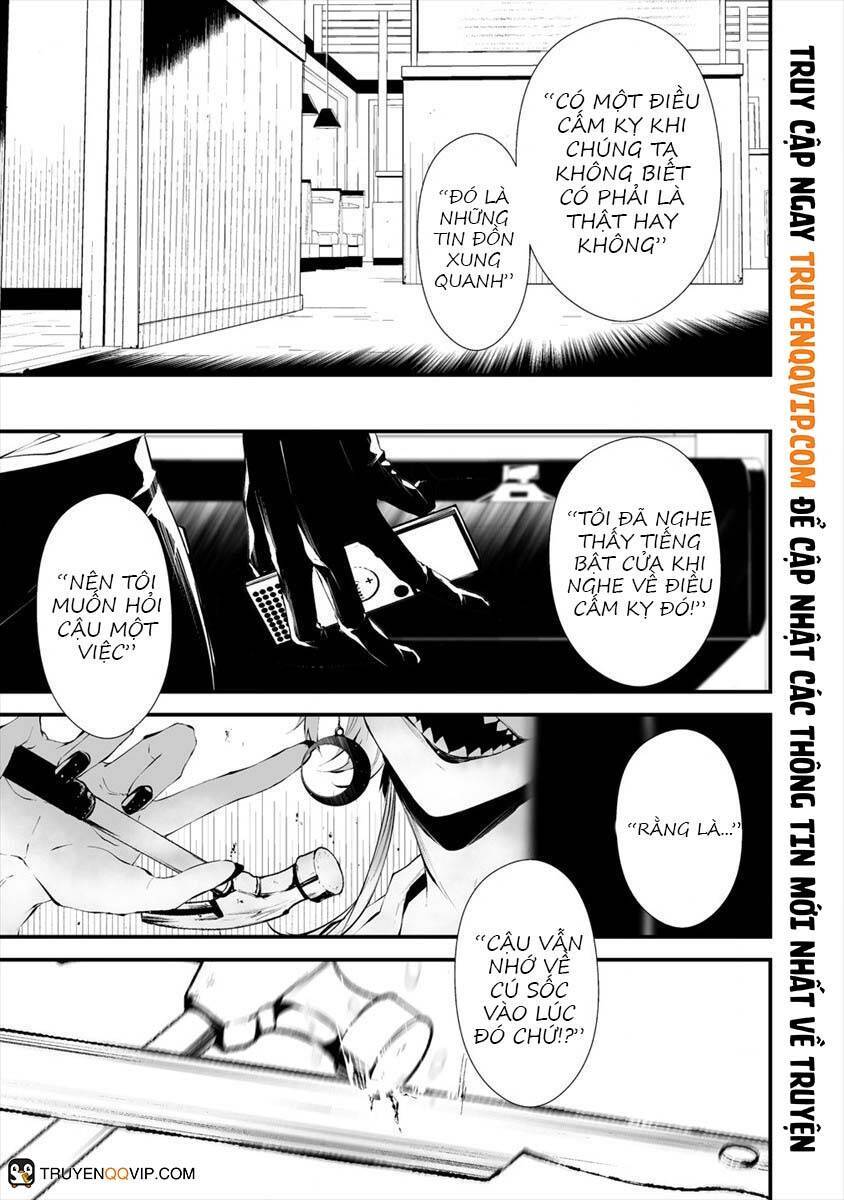 “CÓ MỘT ĐIỀU
CẤM KỴ KHI
CHÚNG TA
KHÔNG BIẾT
CÓ PHẢI LÀ
THẬT HAY
KHÔNG”
“ĐÓ LÀ
NHỮNG
TIN ĐỒN
XUNG
QUANH”
“TÔI ĐÃ NGHE
THẤY TIẾNG
BẬT CỬA KHI
NGHE VỀ ĐIỀU
CẤM KỴ ĐÓ!”
“NÊN TÔI
MUỐN HỎI
CẬU MỘT
VIỆC”
“RẰNG LÀ...”
“CẬU VẪN
NHỚ VỀ
CÚ SỐC
VÀO LÚC
ĐÓ CHỨ!?”
TRUY CẬP NGAY TRUYENQQVIP.COM ĐỂ CẬP NHẬT CÁC THÔNG TIN MỚI NHẤT VỀ TRUYỆN
TRUYENQQVIP.COM